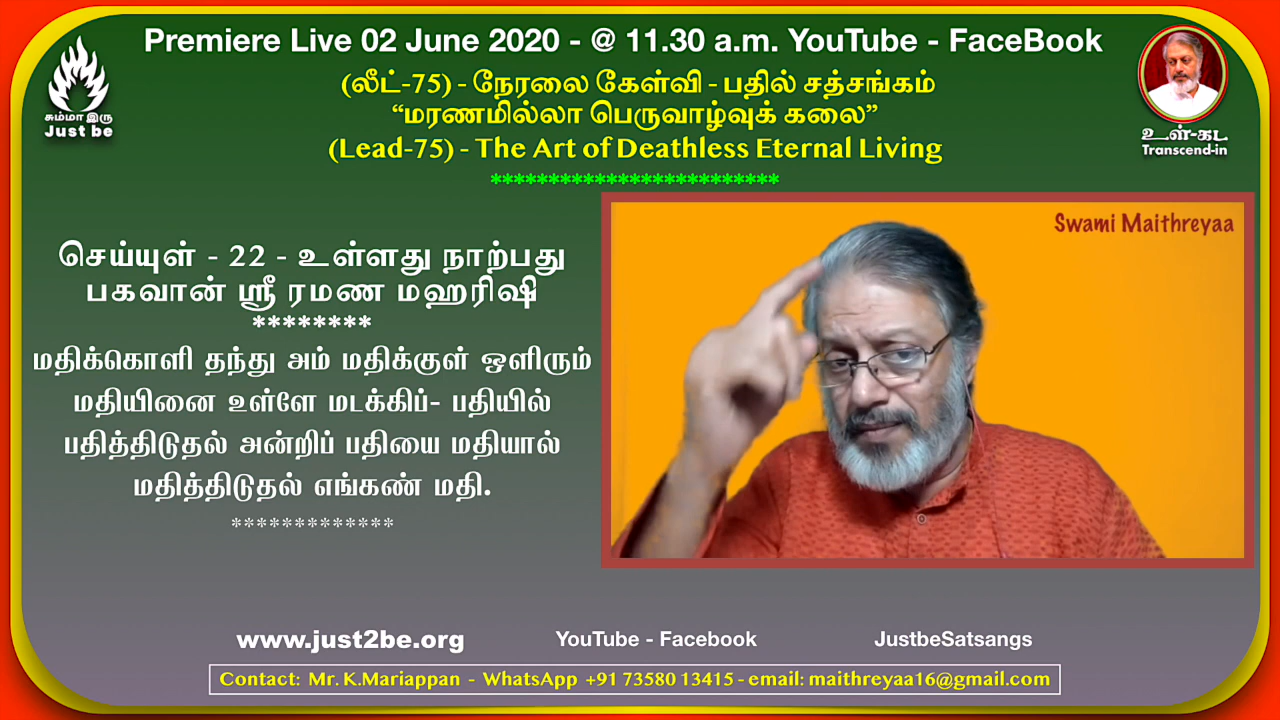 Premiere Live 02 June 2020 - @ 11.30 a.m. YouTube - FaceBook
(லீட்-75) - நேரலை கேள்வி - பதில் சத்சங்கம்
“மரணமில்லா பெருவாழ்வுக் கலை”
(Lead-75) - The Art of Deathless Eternal Living
*************************
சும்மா இரு
Just be
உள்-கட
Transcend-in
Swami Maithreyaa
செய்யுள் - 22 - உள்ளது நாற்பது
பகவான் ஸ்ரீ ரமண மஹரிஷி
********
மதிக்கொளி தந்து அம் மதிக்குள் ஒளிரும்
மதியினை உள்ளே மடக்கிப்- பதியில்
பதித்திடுதல் அன்றிப் பதியை மதியால்
மதித்திடுதல் எங்கண் மதி.
*************
www.just2be.org
YouTube - Facebook
JustbeSatsangs
Contact: Mr. K.Mariappan - WhatsApp +91 73580 13415 - email: maithreyaa16@gmail.com